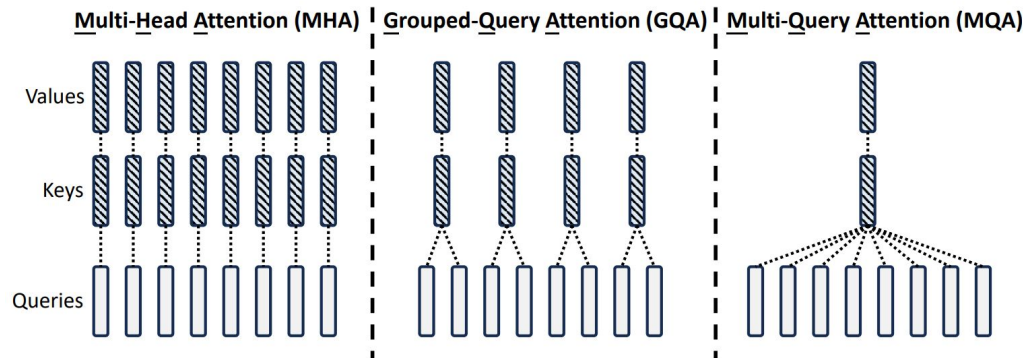 Multi-Head Attention (MHA)
Grouped-Query Attention (GQA)
Multi-Query Attention (MQA)
Values
Keys
Queries